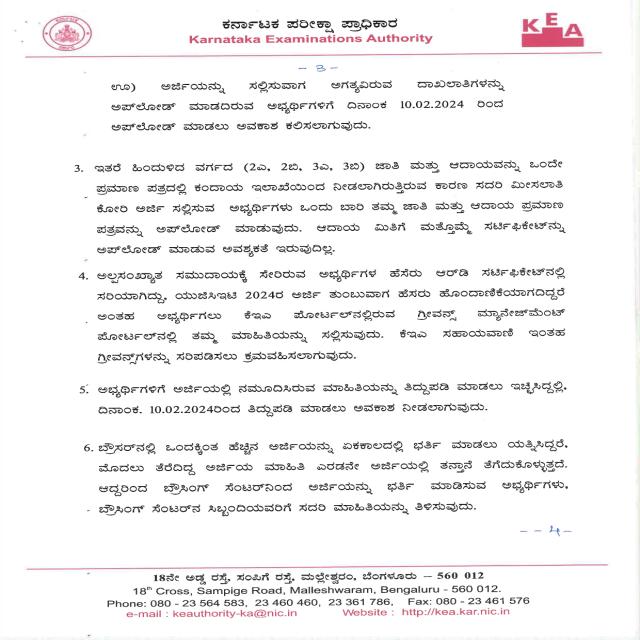 ಕರ್ನಾಟಕ ಪರೀಕ್ಷಾ ಪ್ರಾಧಿಕಾರ
Karnataka Examinations Authority
KEA
- 3 -
ಊ) ಅರ್ಜಿಯನ್ನು ಸಲ್ಲಿಸುವಾಗ ಅಗತ್ಯವಿರುವ ದಾಖಲಾತಿಗಳನ್ನು
ಅಪ್‌ಲೋಡ್ ಮಾಡದಿರುವ ಅಭ್ಯರ್ಥಿಗಳಿಗೆ ದಿನಾಂಕ 10.02.2024 ರಿಂದ
ಅಪ್‌ಲೋಡ್ ಮಾಡಲು ಅವಕಾಶ ಕಲಿಸಲಾಗುವುದು.
3. ಇತರೆ ಹಿಂದುಳಿದ ವರ್ಗದ (2ಎ, 2ಬಿ, 3ಎ, 3ಬಿ) ಜಾತಿ ಮತ್ತು ಆದಾಯವನ್ನು ಒಂದೇ
ಪ್ರಮಾಣ ಪತ್ರದಲ್ಲಿ ಕಂದಾಯ ಇಲಾಖೆಯಿಂದ ನೀಡಲಾಗಿರುತ್ತಿರುವ ಕಾರಣ ಸದರಿ ಮೀಸಲಾತಿ
ಕೋರಿ ಅರ್ಜಿ ಸಲ್ಲಿಸುವ ಅಭ್ಯರ್ಥಿಗಳು ಒಂದು ಬಾರಿ ತಮ್ಮ ಜಾತಿ ಮತ್ತು ಆದಾಯ ಪ್ರಮಾಣ
ಪತ್ರವನ್ನು ಅಪ್‌ಲೋಡ್ ಮಾಡುವುದು. ಆದಾಯ ಮಿತಿಗೆ ಮತ್ತೊಮ್ಮೆ ಸರ್ಟಿಫಿಕೇಟ್‌ನ್ನು
ಅಪ್‌ಲೋಡ್ ಮಾಡುವ ಅವಶ್ಯಕತೆ ಇರುವುದಿಲ್ಲ.
4. ಅಲ್ಪಸಂಖ್ಯಾತ ಸಮುದಾಯಕ್ಕೆ ಸೇರಿರುವ ಅಭ್ಯರ್ಥಿಗಳ ಹೆಸರು ಆರ್‌ಡಿ ಸರ್ಟಿಫಿಕೇಟ್‌ನಲ್ಲಿ
ಸರಿಯಾಗಿದ್ದು, ಯುಜಿಸಿಇಟಿ 2024ರ ಅರ್ಜಿ ತುಂಬುವಾಗ ಹೆಸರು ಹೊಂದಾಣಿಕೆಯಾಗದಿದ್ದರೆ
ಅಂತಹ ಅಭ್ಯರ್ಥಿಗಲು ಕೆಇಎ ಪೋರ್ಟಲ್‌ನಲ್ಲಿರುವ ಗ್ರೀವನ್ಸ್ ಮ್ಯಾನೇಜ್‌ಮೆಂಟ್
ಪೋರ್ಟಲ್‌ನಲ್ಲಿ ತಮ್ಮ ಮಾಹಿತಿಯನ್ನು ಸಲ್ಲಿಸುವುದು. ಕೆಇಎ ಸಹಾಯವಾಣಿ ಇಂತಹ
ಗ್ರೀವನ್ಸ್‌ಗಳನ್ನು ಸರಿಪಡಿಸಲು ಕ್ರಮವಹಿಸಲಾಗುವುದು.
5. ಅಭ್ಯರ್ಥಿಗಳಿಗೆ ಅರ್ಜಿಯಲ್ಲಿ ನಮೂದಿಸಿರುವ ಮಾಹಿತಿಯನ್ನು ತಿದ್ದುಪಡಿ ಮಾಡಲು ಇಚ್ಛಿಸಿದ್ದಲ್ಲಿ,
ದಿನಾಂಕ. 10.02.2024ರಿಂದ ತಿದ್ದುಪಡಿ ಮಾಡಲು ಅವಕಾಶ ನೀಡಲಾಗುವುದು.
6. ಬ್ರೌಸರ್‌ನಲ್ಲಿ ಒಂದಕ್ಕಿಂತ ಹೆಚ್ಚಿನ ಅರ್ಜಿಯನ್ನು ಏಕಕಾಲದಲ್ಲಿ ಭರ್ತಿ ಮಾಡಲು ಯತ್ನಿಸಿದ್ದರೆ,
ಮೊದಲು ತೆರೆದಿದ್ದ ಅರ್ಜಿಯ ಮಾಹಿತಿ ಎರಡನೇ ಅರ್ಜಿಯಲ್ಲಿ ತನ್ತಾನೆ ತೆಗೆದುಕೊಳ್ಳುತ್ತದೆ.
ಆದ್ದರಿಂದ ಬ್ರೌಸಿಂಗ್ ಸೆಂಟರ್‌ನಿಂದ ಅರ್ಜಿಯನ್ನು ಭರ್ತಿ ಮಾಡಿಸುವ ಅಭ್ಯರ್ಥಿಗಳು,
ಬ್ರೌಸಿಂಗ್ ಸೆಂಟರ್‌ನ ಸಿಬ್ಬಂದಿಯವರಿಗೆ ಸದರಿ ಮಾಹಿತಿಯನ್ನು ತಿಳಿಸುವುದು.
- - 4 -
18ನೇ ಅಡ್ಡ ರಸ್ತೆ, ಸಂಪಿಗೆ ರಸ್ತೆ, ಮಲ್ಲೇಶ್ವರಂ, ಬೆಂಗಳೂರು – 560 012
18th Cross, Sampige Road, Malleshwaram, Bengaluru - 560 012.
Phone: 080 - 23 564 583, 23 460 460, 23 361 786, Fax: 080 - 23 461 576
e-mail : keauthority-ka@nic.in Website : http://kea.kar.nic.in